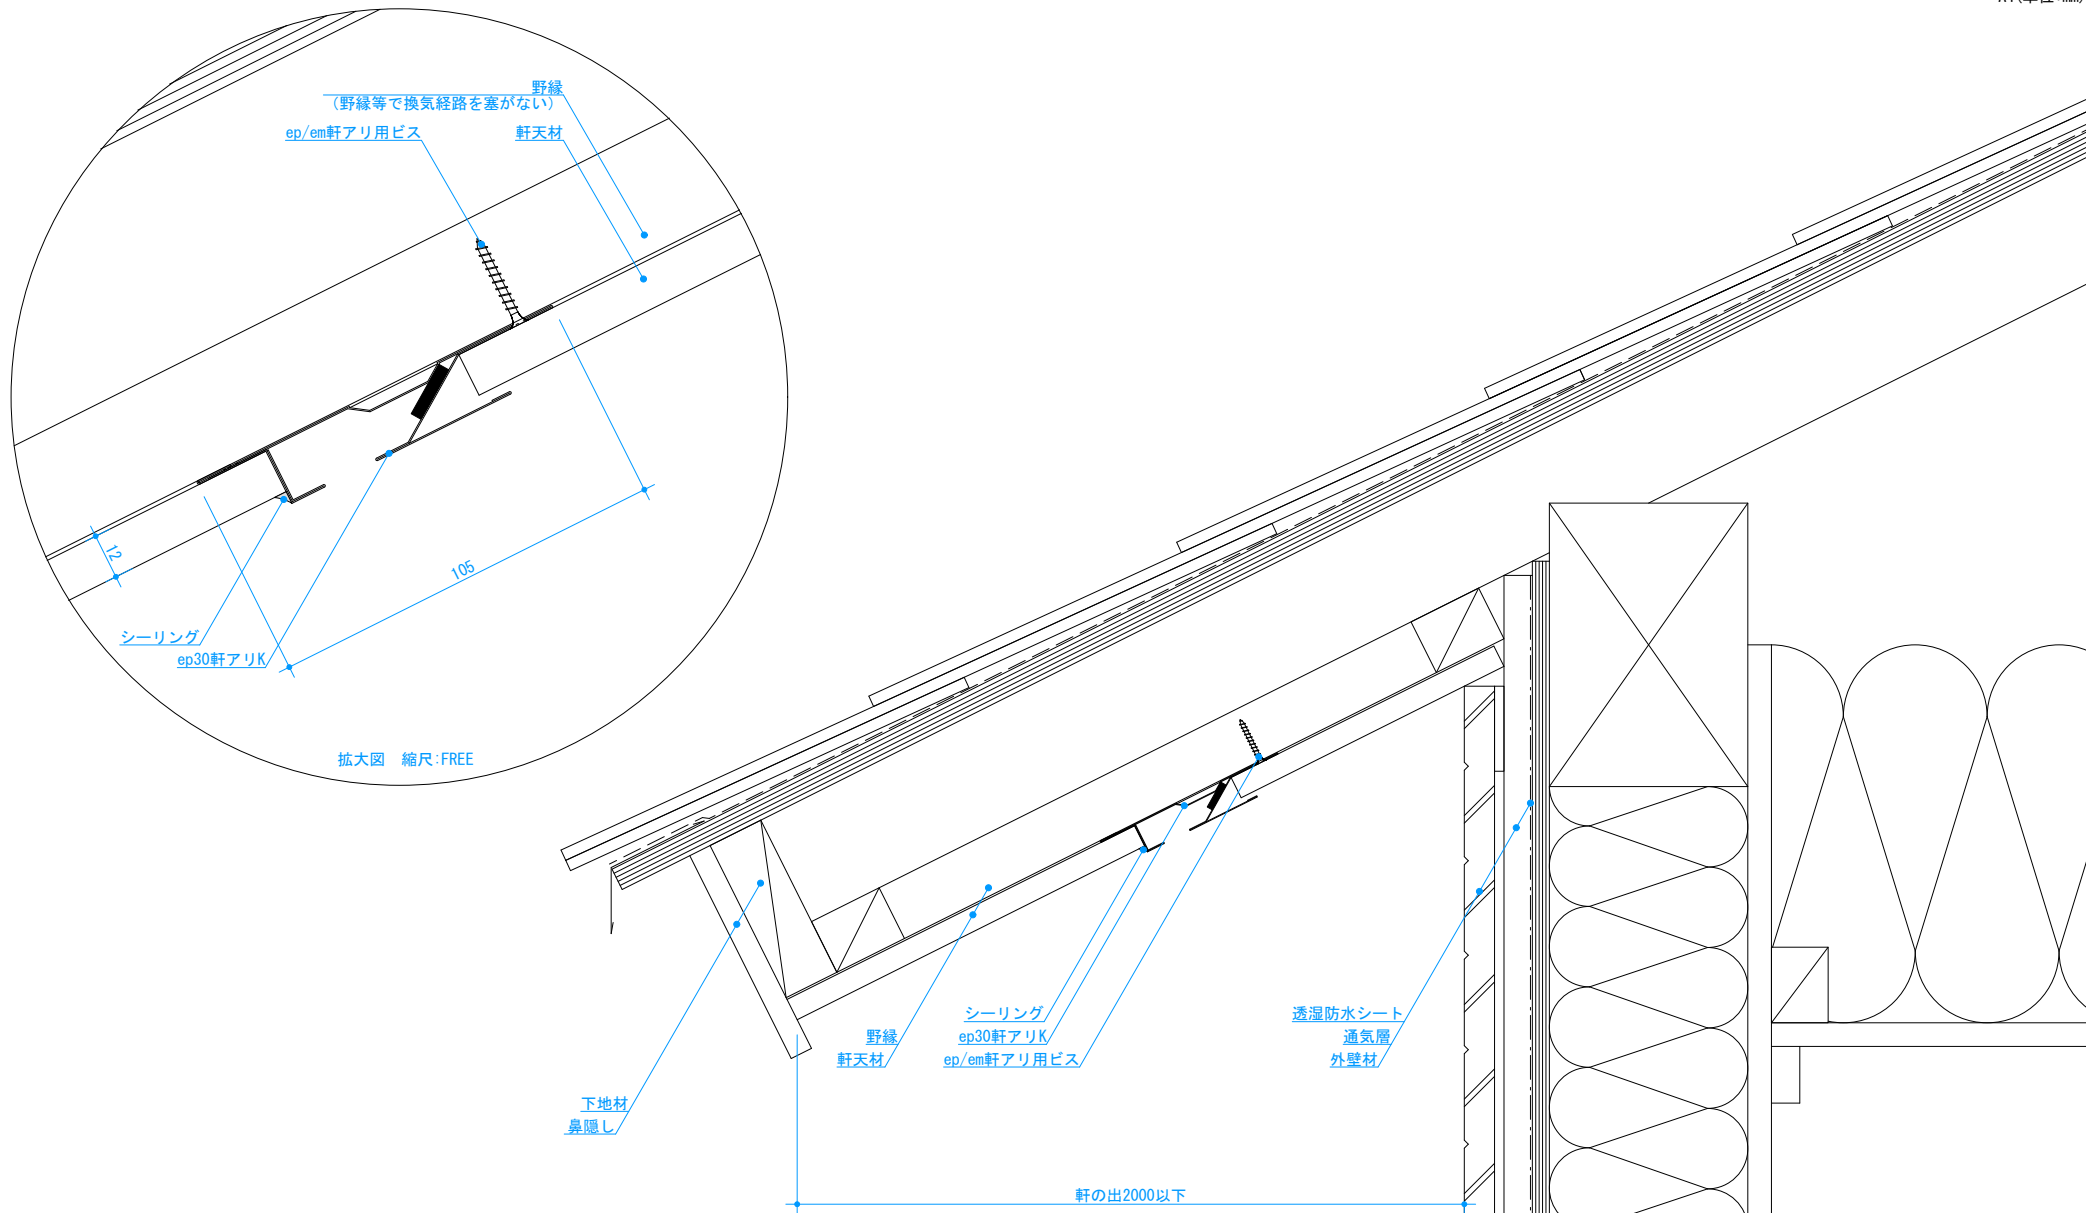 野縁
(野縁等で換気経路を塞がない)
ep/em軒アリ用ビス
軒天材
12
105
シーリング
ep30軒アリK
拡大図 縮尺:FREE
シーリング
ep30軒アリK
ep/em軒アリ用ビス
野縁
軒天材
透湿防水シート
通気層
外壁材
下地材
鼻隠し
軒の出2000以下